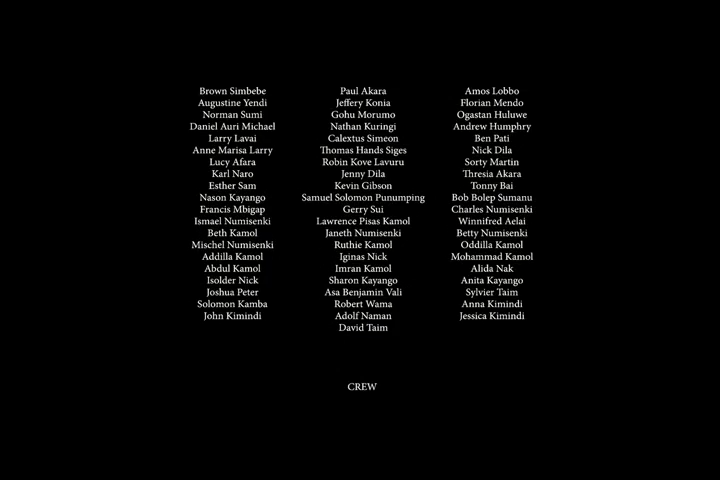 Brown Simbebe Paul Akara Amos Lobbo
Augustine Yendi Jeffery Konia Florian Mendo
Norman Sumi Gohu Morumo Ogastan Huluwe
Daniel Auri Michael Nathan Kuringi Andrew Humphry
Larry Lavai Calextus Simeon Ben Pati
Anne Marisa Larry Thomas Hands Siges Nick Dila
Lucy Afara Robin Kove Lavuru Sorty Martin
Karl Naro Jenny Dila Thresia Akara
Esther Sam Kevin Gibson Tonny Bai
Nason Kayango Samuel Solomon Punumping Bob Bolep Sumanu
Francis Mbigap Gerry Sui Charles Numisenki
Ismael Numisenki Lawrence Pisas Kamol Winnifred Aelai
Beth Kamol Janeth Numisenki Betty Numisenki
Mischel Numisenki Ruthie Kamol Oddilla Kamol
Addilla Kamol Iginas Nick Mohammad Kamol
Abdul Kamol Imran Kamol Alida Nak
Isolder Nick Sharon Kayango Anita Kayango
Joshua Peter Asa Benjamin Vali Sylvier Taim
Solomon Kamba Robert Wama Anna Kimindi
John Kimindi Adolf Naman Jessica Kimindi
David Taim
CREW